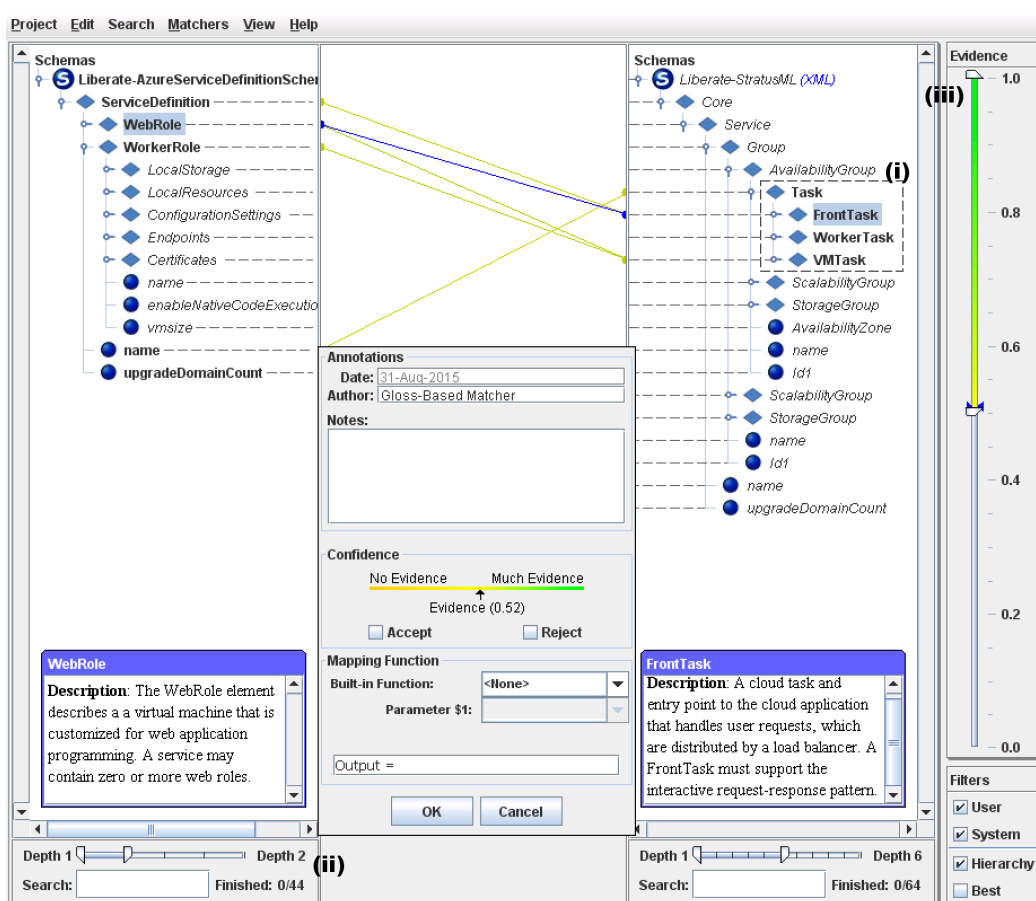 Project Edit Search Matchers View Help
Schemas
Liberate-AzureServiceDefinitionScher
ServiceDefinition
WebRole
WorkerRole
LocalStorage
LocalResources
ConfigurationSettings
Endpoints
Certificates
name
enableNativeCodeExecutio
vmsize
name
upgradeDomainCount
WebRole
Description: The WebRole element
describes a a virtual machine that is
customized for web application
programming. A service may
contain zero or more web roles.
Depth 1
Depth 2
Search:
Finished: 0/44
(ii)
Annotations
Date: 31-Aug-2015
Author: Gloss-Based Matcher
Notes:
Confidence
No Evidence Much Evidence
Evidence (0.52)
Accept Reject
Mapping Function
Built-in Function: <None>
Parameter $1:
Output =
OK Cancel
Schemas
Liberate-StratusML (XML)
Core
Service
Group
AvailabilityGroup (i)
Task
FrontTask
WorkerTask
VMTask
ScalabilityGroup
StorageGroup
AvailabilityZone
name
Id1
ScalabilityGroup
StorageGroup
name
Id1
name
upgradeDomainCount
FrontTask
Description: A cloud task and
entry point to the cloud application
that handles user requests, which
are distributed by a load balancer. A
FrontTask must support the
interactive request-response pattern.
Depth 1
Depth 6
Search:
Finished: 0/64
Evidence
(iii)
1.0
0.8
0.6
0.4
0.2
0.0
Filters
User
System
Hierarchy
Best